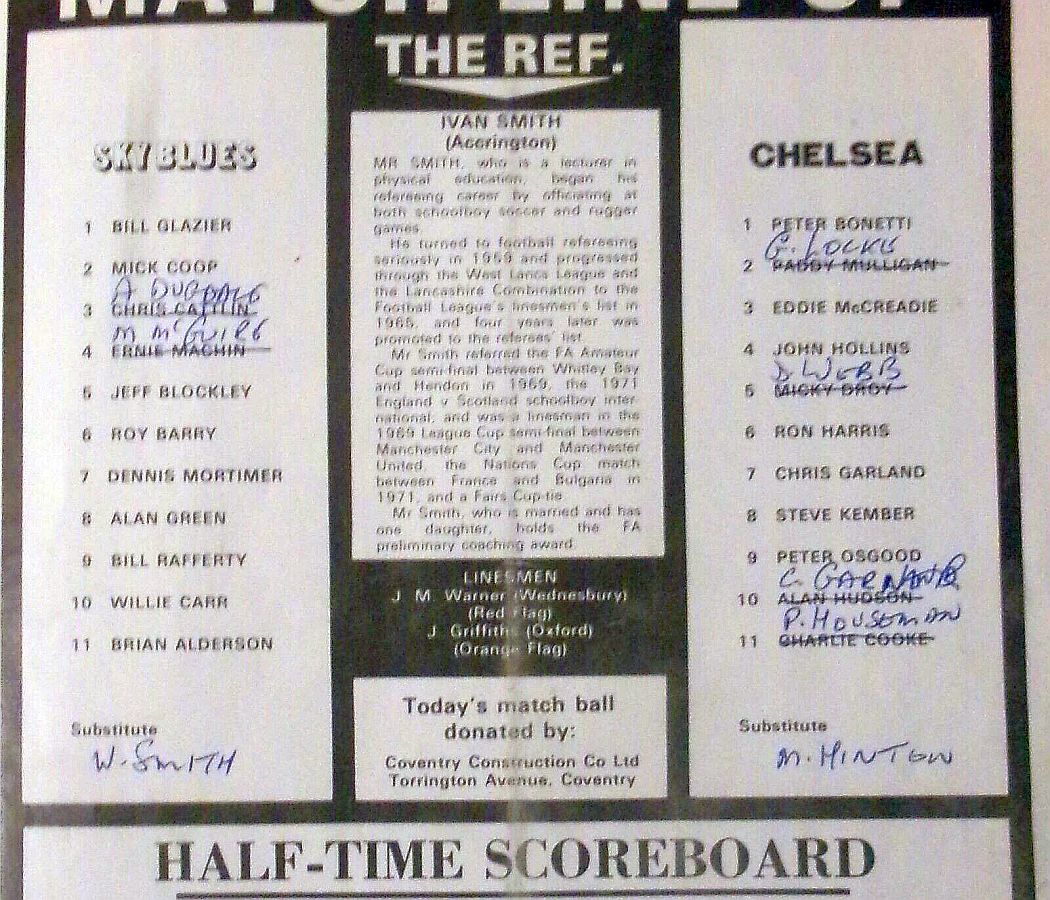 MATCH LINE-UP
SKY BLUES
1 BILL GLAZIER
2 MICK COOP
A DUGDALE
3 CHRIS CATTLIN
M McGUIRE
4 ERNIE MACHIN
5 JEFF BLOCKLEY
6 ROY BARRY
7 DENNIS MORTIMER
8 ALAN GREEN
9 BILL RAFFERTY
10 WILLIE CARR
11 BRIAN ALDERSON
Substitute
W. SMITH
THE REF.
IVAN SMITH
(Accrington)
MR SMITH, who is a lecturer in
physical education, began his
refereeing career by officiating at
both schoolboy soccer and rugger
games.
He turned to football refereeing
seriously in 1959 and progressed
through the West Lancs League and
the Lancashire Combination to the
Football League's linesmen's list in
1965, and four years later was
promoted to the referees' list.
Mr Smith referred the FA Amateur
Cup semi-final between Whitley Bay
and Hendon in 1969, the 1971
England v Scotland schoolboy inter-
national, and was a linesman in the
1969 League Cup semi-final between
Manchester City and Manchester
United, the Nations Cup match
between France and Bulgaria in
1971, and a Fairs Cup-tie.
Mr Smith, who is married and has
one daughter, holds the FA
preliminary coaching award.
LINESMEN
J. M. Warner (Wednesbury)
(Red Flag)
J. Griffiths (Oxford)
(Orange Flag)
Today's match ball
donated by:
Coventry Construction Co Ltd
Torrington Avenue, Coventry
CHELSEA
1 PETER BONETTI
G. LOCKE
2 PADDY MULLIGAN
3 EDDIE McCREADIE
4 JOHN HOLLINS
D. WEBB
5 MICKY DROY
6 RON HARRIS
7 CHRIS GARLAND
8 STEVE KEMBER
9 PETER OSGOOD
C.
10 ALAN HUDSON
P. HOUSEMAN
11 CHARLIE COOKE
Substitute
M. HINTON
HALF-TIME SCOREBOARD